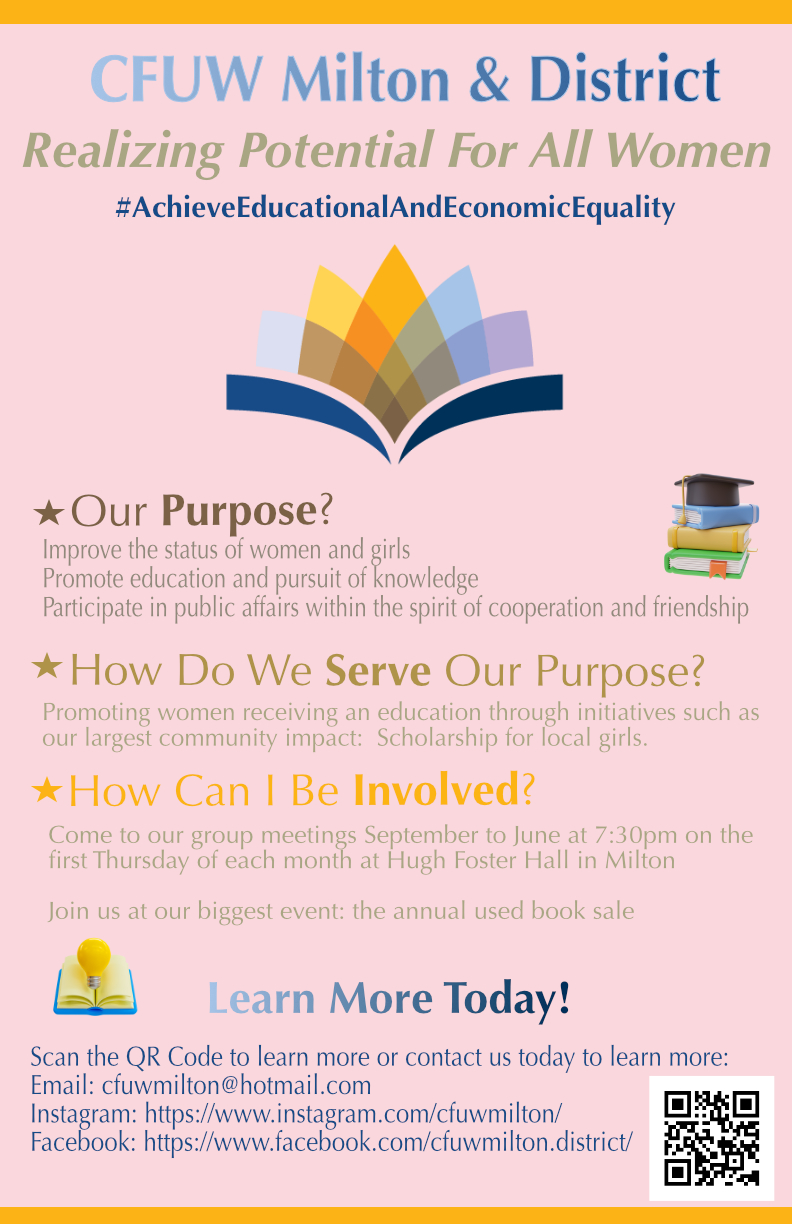 CFUW Milton & District
Realizing Potential For All Women
#AchieveEducationalAndEconomicEquality
Our Purpose?
Improve the status of women and girls
Promote education and pursuit of knowledge
Participate in public affairs within the spirit of cooperation and friendship
How Do We Serve Our Purpose?
Promoting women receiving an education through initiatives such as
our largest community impact: Scholarship for local girls.
How Can I Be Involved?
Come to our group meetings September to June at 7:30pm on the
first Thursday of each month at Hugh Foster Hall in Milton
Join us at our biggest event: the annual used book sale
Learn More Today!
Scan the QR Code to learn more or contact us today to learn more:
Email: cfuwmilton@hotmail.com
Instagram: https://www.instagram.com/cfuwmilton/
Facebook: https://www.facebook.com/cfuwmilton.district/